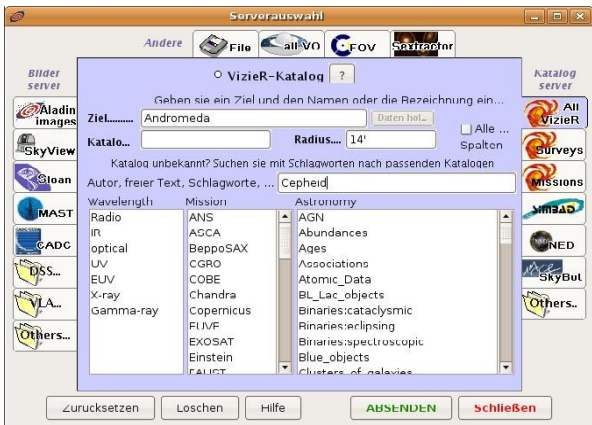 Serverauswahl
Andere File all-VO FOV Sextractor
Bilder server
Katalog server
Aladin images
SkyView
Sloan
MAST
CADC
DSS...
VLA...
Others...
VizieR-Katalog ?
Geben sie ein Ziel und den Namen oder die Bezeichnung ein...
Ziel......... Andromeda Daten hol...
Katalo... Radius.... 14' Alle ... Spalten
Katalog unbekannt? Suchen sie mit Schlagworten nach passenden Katalogen
Autor, freier Text, Schlagworte, ... Cepheid
Wavelength
Radio
IR
optical
UV
EUV
X-ray
Gamma-ray
Mission
ANS
ASCA
BeppoSAX
CGRO
COBE
Chandra
Copernicus
EUVE
EXOSAT
Einstein
FAUST
Astronomy
AGN
Abundances
Ages
Associations
Atomic_Data
BL_Lac_objects
Binaries:cataclysmic
Binaries:eclipsing
Binaries:spectroscopic
Blue_objects
Clusters_of_galaxies
All VizieR
Surveys
Missions
SIMBAD
NED
SkyBot
Others..
Zurücksetzen Löschen Hilfe ABSENDEN Schließen